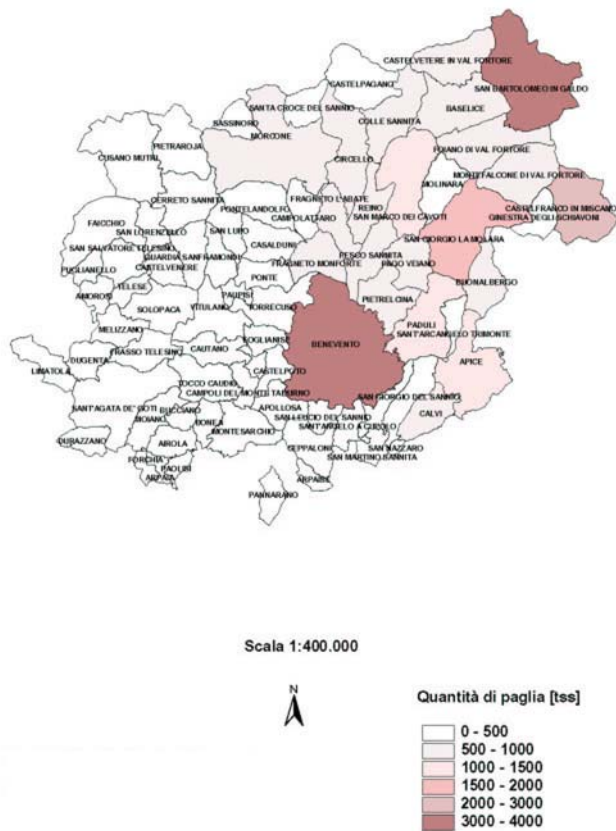 CASTELVETERE IN VAL FORTORE
CASTELPAGANO
SAN BARTOLOMEO IN GALDO
SANTA CROCE DEL SANNIO
BASELICE
SASSINORO
COLLE SANNITA
MORCONE
FOIANO DI VAL FORTORE
PIETRAROJA
CUSANO MUTRI
CIRCELLO
MONTEFALCONE DI VAL FORTORE
MOLINARA
CERRETO SANNITA
FRAGNETO L'ABATE
REINO
CASTELFRANCO IN MISCANO
PONTELANDOLFO
CAMPOLATTARO
SAN MARCO DEI CAVOTI
GINESTRA DEGLI SCHIAVONI
FAICCHIO
SAN LORENZELLO
SAN LUPO
SAN GIORGIO LA MOLARA
SAN SALVATORE TELESINO
CASALDUNI
GUARDIA SANFRAMONDI
PESCO SANNITA
PAGO VEIANO
PUGLIANELLO
CASTELVENERE
FRAGNETO MONFORTE
PONTE
BUONALBERGO
TELESE
AMOROSI
PAUPISI
PIETRELCINA
SOLOPACA
VITULANO
TORRECUSO
PADULI
MELIZZANO
SANT'ARCANGELO TRIMONTE
FOGLIANISE
BENEVENTO
CAUTANO
DUGENTA
FRASSO TELESINO
APICE
LIMATOLA
CASTELPOTO
TOCCO CAUDIO
CAMPOLI DEL MONTE TABURNO
SAN GIORGIO DEL SANNIO
SANT'AGATA DE' GOTI
BUCCIANO
APOLLOSA
MOIANO
BONEA
SAN LEUCIO DEL SANNIO
CALVI
MONTESARCHIO
SANT'ANGELO A CUPOLO
DURAZZANO
AIROLA
CEPPALONI
SAN NAZZARO
SAN MARTINO SANNITA
FORCHIA
PAOLISI
ARPAIA
ARPAISE
PANNARANO
Scala 1:400.000
N
Quantità di paglia [tss]
0 - 500
500 - 1000
1000 - 1500
1500 - 2000
2000 - 3000
3000 - 4000